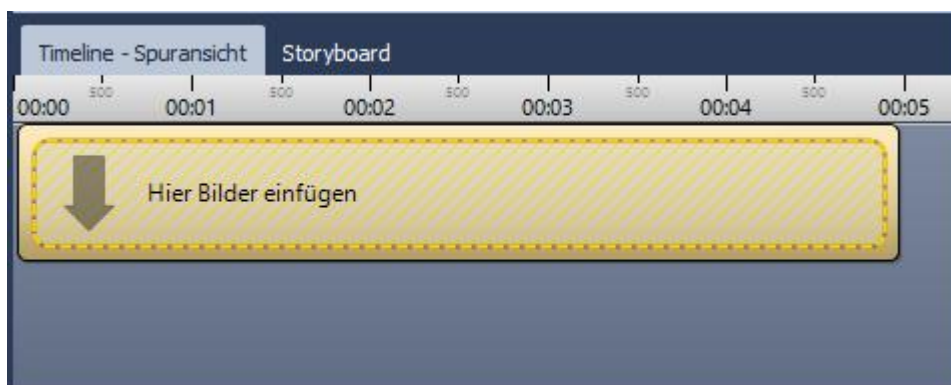 Timeline - Spuransicht Storyboard
500 500 500 500 500
00:00 00:01 00:02 00:03 00:04 00:05
Hier Bilder einfügen